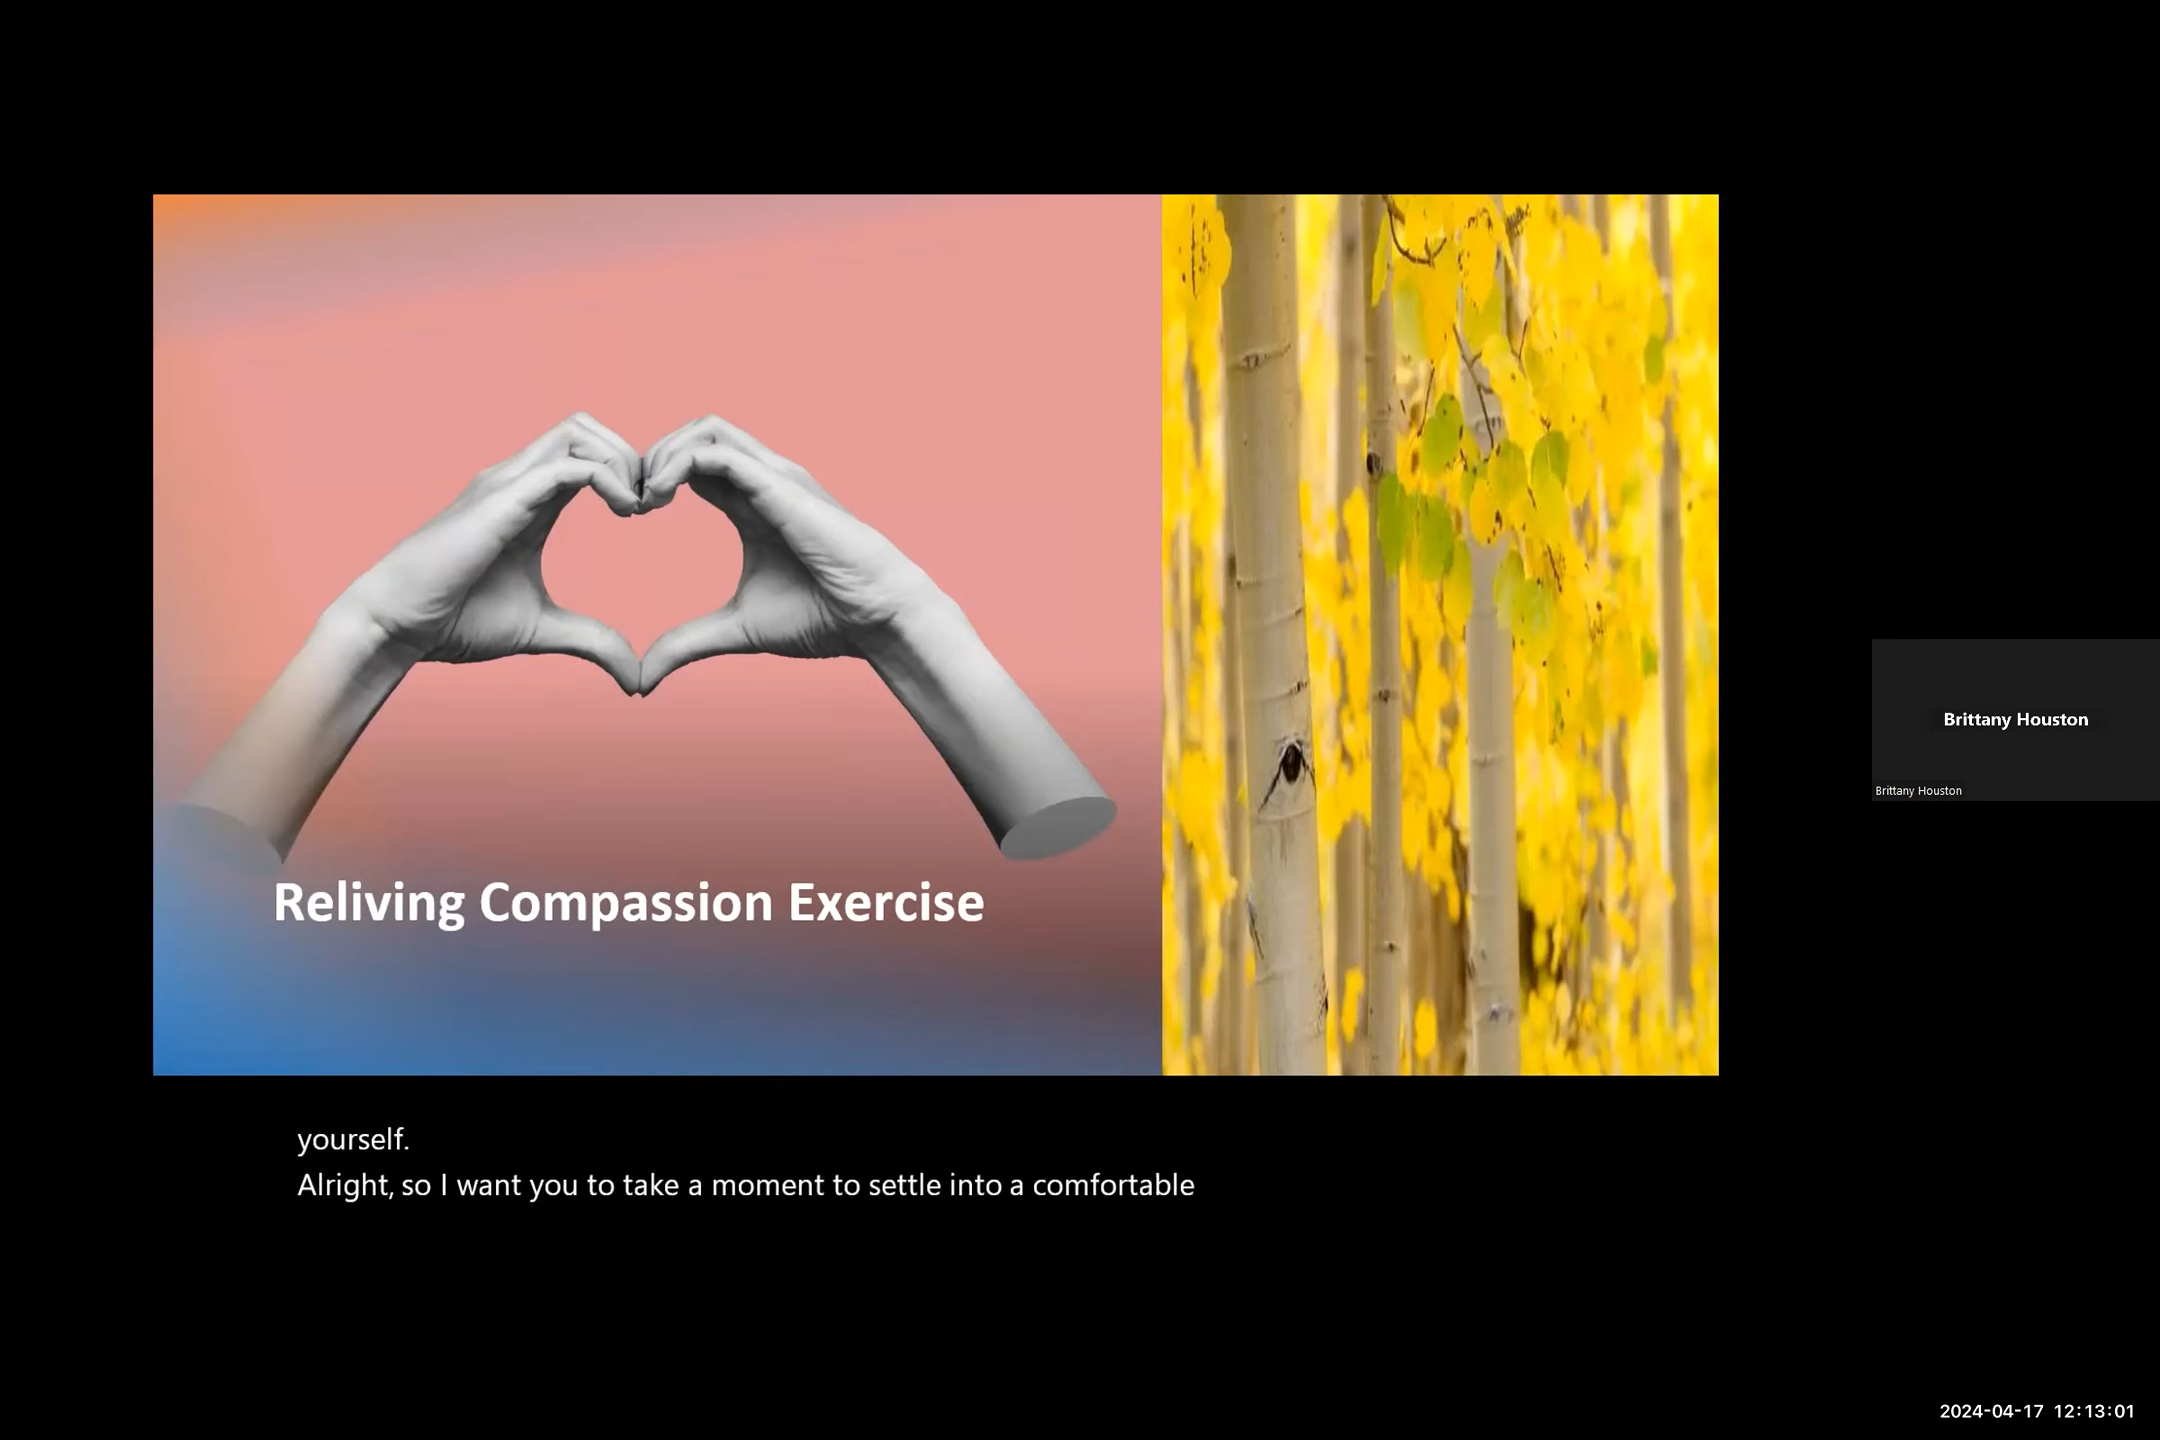 Reliving Compassion Exercise
Brittany Houston
Brittany Houston
yourself.
Alright, so I want you to take a moment to settle into a comfortable
2024-04-17 12:13:01